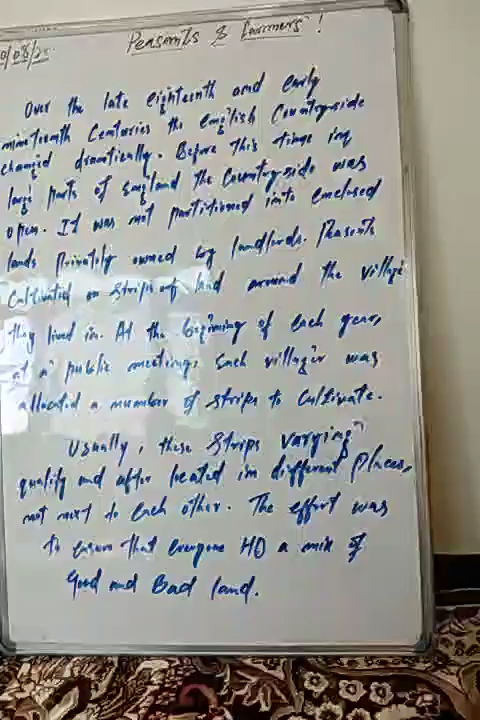 Peasants & Farmers !
Over the late eighteenth and early
nineteenth Centuries the english Countryside
changed dramtically. Before this time in
large parts of England the Countryside was
open. It was not partitioned into enclosed
lands Privately owned by landlords. Peasents
Cultivated on strips of land around the village
they lived in. At the beginning of each year,
at a public meeting, each villager was
allocated a number of strips to Cultivate.
Usually, these strips varying
quality and after located in different Places,
not next to each other. The effort was
to ensure that everyone HD a mix of
Good and Bad land.